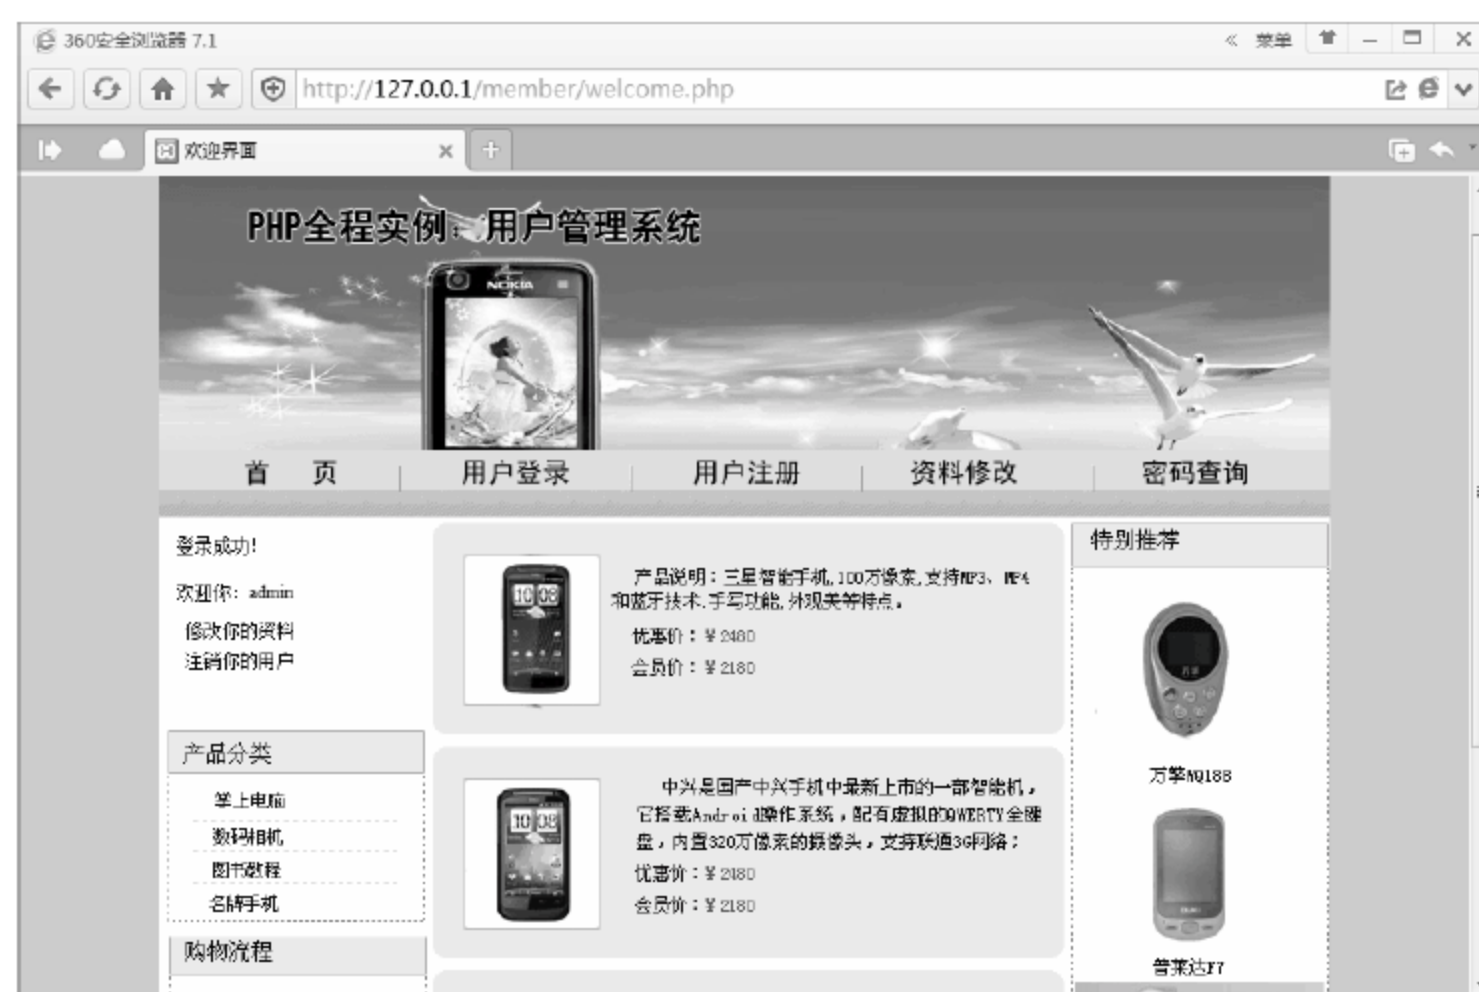 360安全浏览器 7.1
« 菜单
http://127.0.0.1/member/welcome.php
欢迎界面
PHP全程实例：用户管理系统
NOKIA
首 页 用户登录 用户注册 资料修改 密码查询
登录成功!
欢迎你: admin
修改你的资料
注销你的用户
产品分类
掌上电脑
数码相机
图书教程
名牌手机
购物流程
10 08
产品说明：三星智能手机,100万像素,支持MP3、MP4
和蓝牙技术.手写功能,外观美等特点。
优惠价：￥2480
会员价：￥2180
10 08
中兴是国产中兴手机中最新上市的一部智能机，
它搭载Android操作系统，配有虚拟的QWERTY全键
盘，内置320万像素的摄像头，支持联通3G网络；
优惠价：￥2480
会员价：￥2180
特别推荐
万擎WQ188
普莱达F7